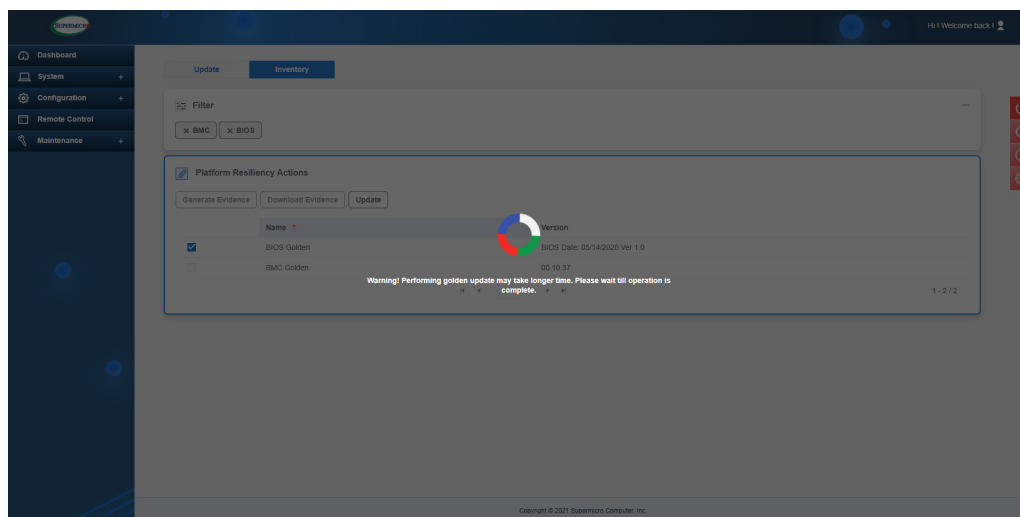 SUPERMICRO
Hi ! Welcome back !
Dashboard
System +
Configuration +
Remote Control
Maintenance +
Update Inventory
Filter
× BMC × BIOS
Platform Resiliency Actions
Generate Evidence Download Evidence Update
Name ↑ Version
BIOS Golden BIOS Date: 05/14/2020 Ver 1.0
BMC Golden 00.10.37
Warning! Performing golden update may take longer time. Please wait till operation is
complete.
1 - 2 / 2
Copyright © 2021 Supermicro Computer, Inc.